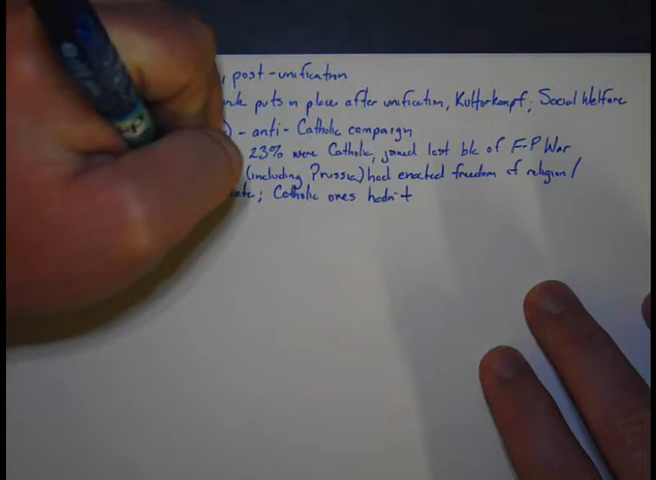 , post-unification
puts in place after unification, Kulturkampf; Social Welfare
) - anti-Catholic campaign
23% were Catholic, joined last b/c of F-P War
(including Prussia) had enacted freedom of religion/
; Catholic ones hadn't